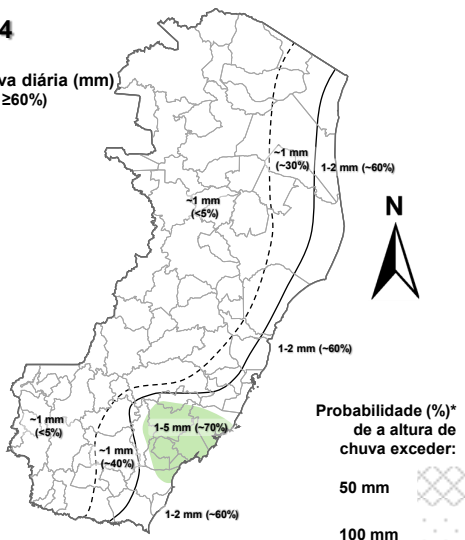 4
va diária (mm)
≥60%)
~1 mm
(~30%)
1-2 mm (~60%)
~1 mm
(<5%)
N
1-2 mm (~60%)
~1 mm
(<5%)
1-5 mm (~70%)
~1 mm
(~40%)
1-2 mm (~60%)
Probabilidade (%)*
de a altura de
chuva exceder:
50 mm
100 mm